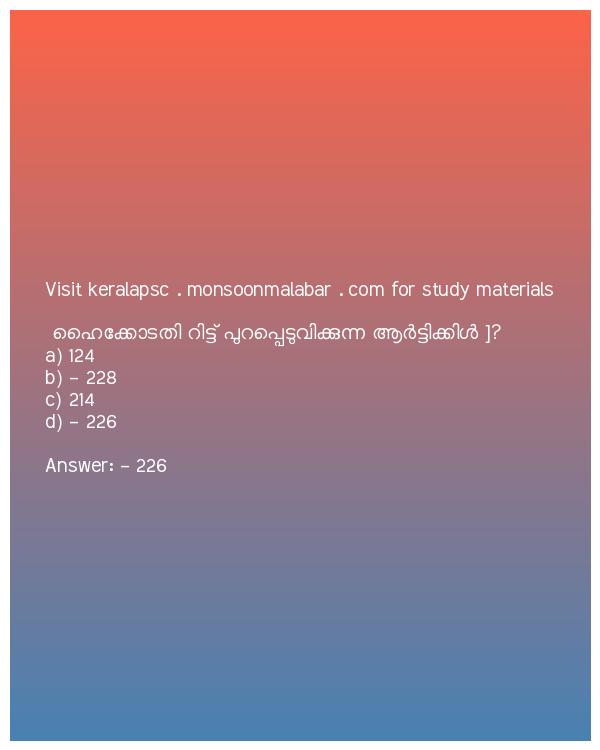 Visit keralapsc . monsoonmalabar . com for study materials
ഹൈക്കോടതി റിട്ട് പുറപ്പെടുവിക്കുന്ന ആർട്ടിക്കിൾ ]?
a) 124
b) - 228
c) 214
d) - 226
Answer: - 226